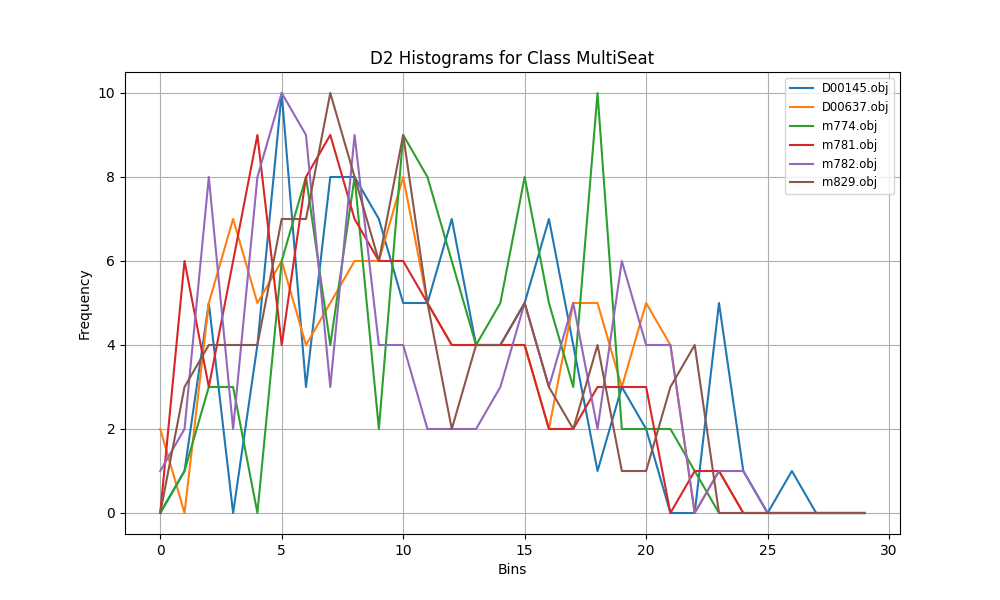 D2 Histograms for Class MultiSeat
D00145.obj
D00637.obj
m774.obj
m781.obj
m782.obj
m829.obj
Frequency
10
8
6
4
2
0
0 5 10 15 20 25 30
Bins